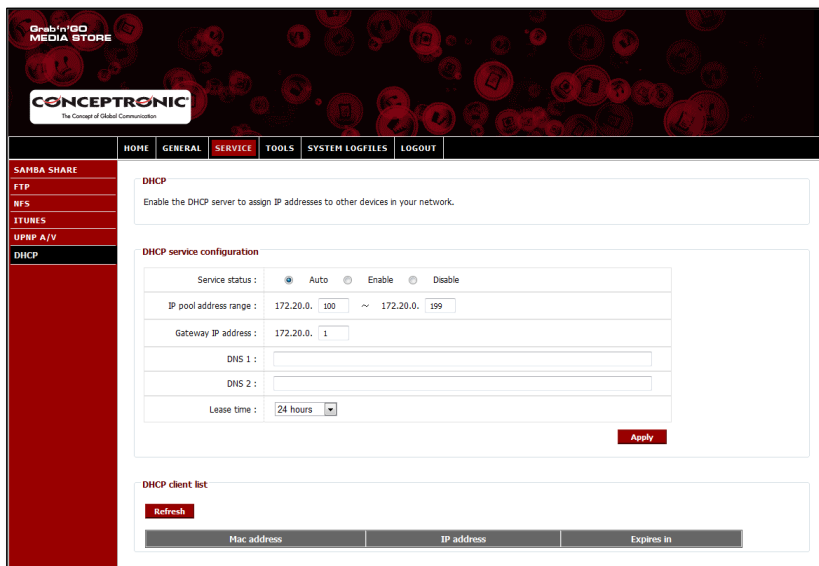 Grab'n'GO
MEDIA STORE
CONCEPTRONIC
The Concept of Global Communication
HOME GENERAL SERVICE TOOLS SYSTEM LOGFILES LOGOUT
SAMBA SHARE
FTP
NFS
ITUNES
UPNP A/V
DHCP
DHCP
Enable the DHCP server to assign IP addresses to other devices in your network.
DHCP service configuration
Service status : Auto Enable Disable
IP pool address range : 172.20.0. 100 ~ 172.20.0. 199
Gateway IP address : 172.20.0. 1
DNS 1 :
DNS 2 :
Lease time : 24 hours
Apply
DHCP client list
Refresh
Mac address IP address Expires in